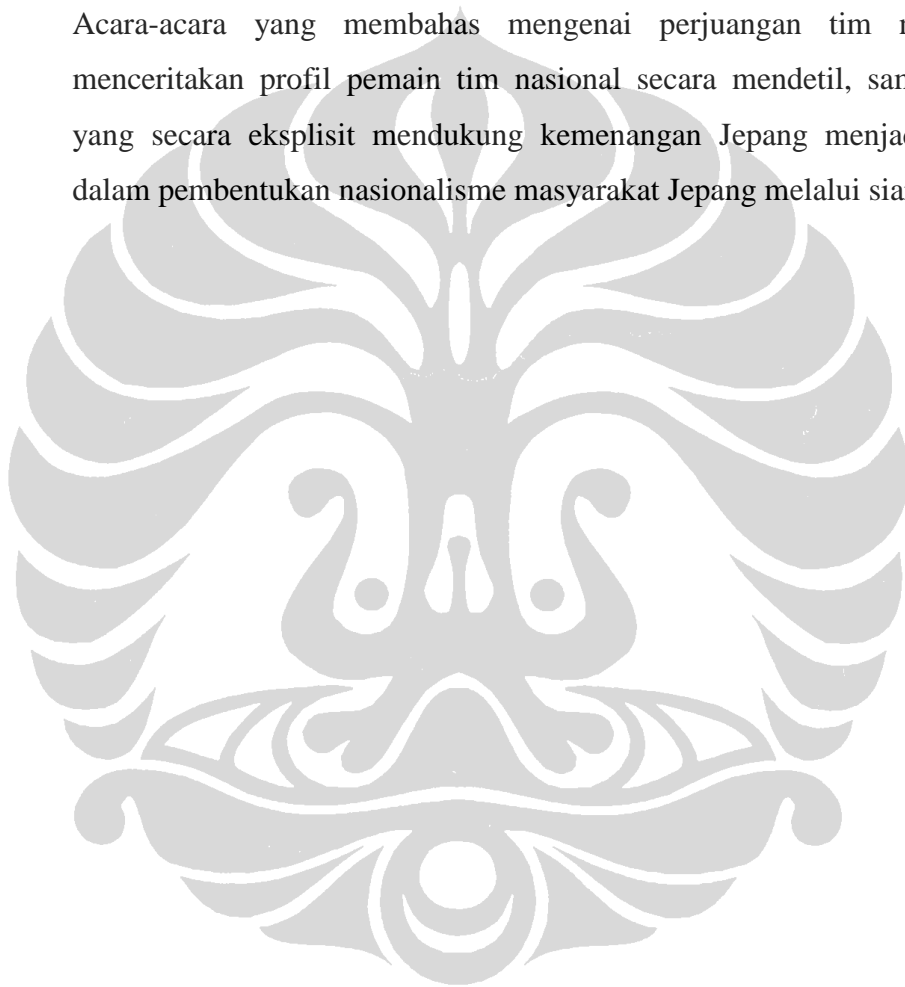 Acara-acara yang membahas mengenai perjuangan tim
menceritakan profil pemain tim nasional secara mendetil,
yang secara eksplisit mendukung kemenangan Jepang
dalam pembentukan nasionalisme masyarakat Jepang melalui